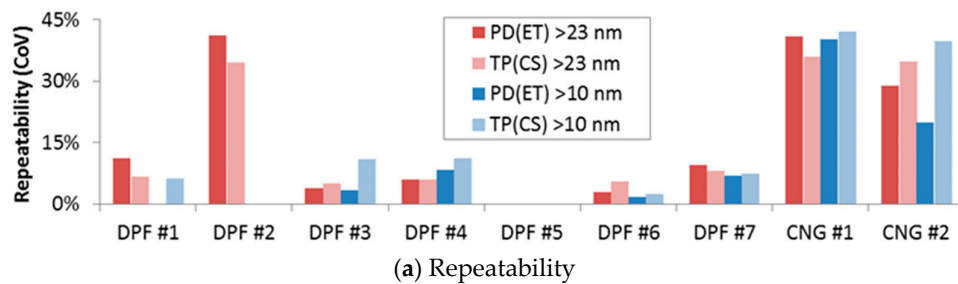 Repeatability (CoV)
45%
30%
15%
0%
PD(ET) >23 nm
TP(CS) >23 nm
PD(ET) >10 nm
TP(CS) >10 nm
DPF #1 DPF #2 DPF #3 DPF #4 DPF #5 DPF #6 DPF #7 CNG #1 CNG #2
(a) Repeatability